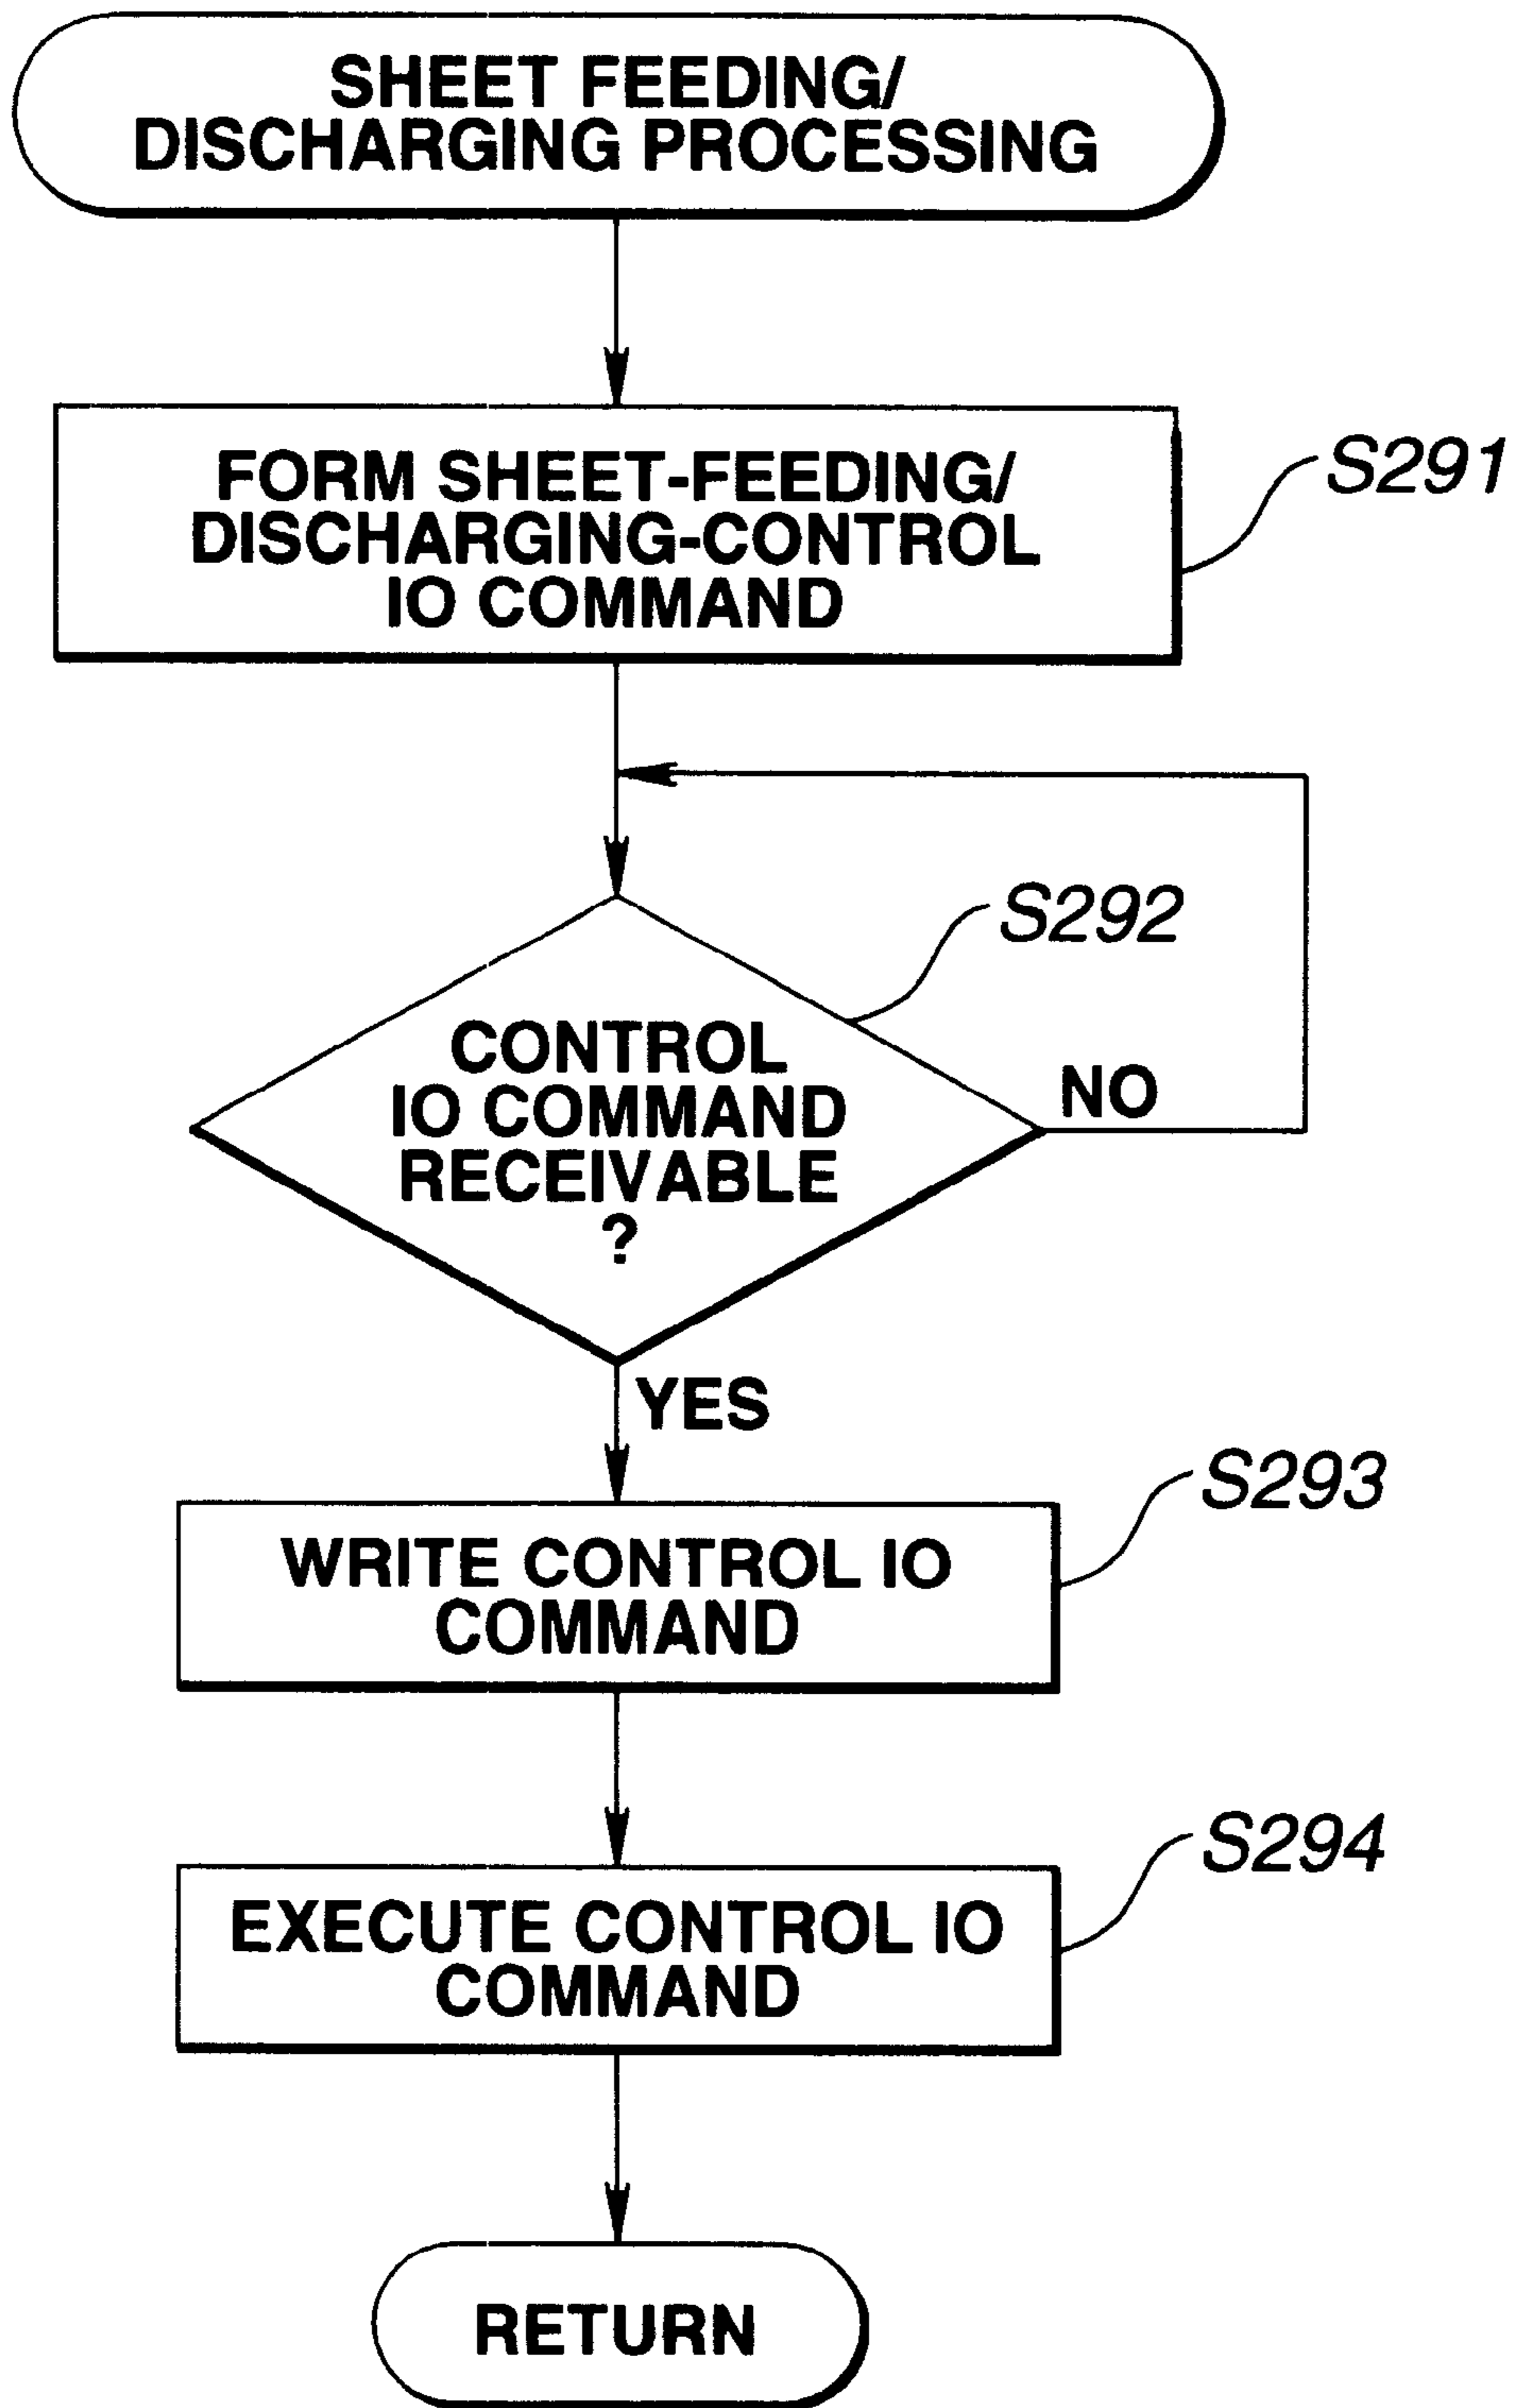 SHEET FEEDING/
DISCHARGING PROCESSING
FORM SHEET-FEEDING/
DISCHARGING-CONTROL
IO COMMAND
S291
S292
CONTROL
IO COMMAND
RECEIVABLE
?
NO
YES
S293
WRITE CONTROL IO
COMMAND
S294
EXECUTE CONTROL IO
COMMAND
RETURN